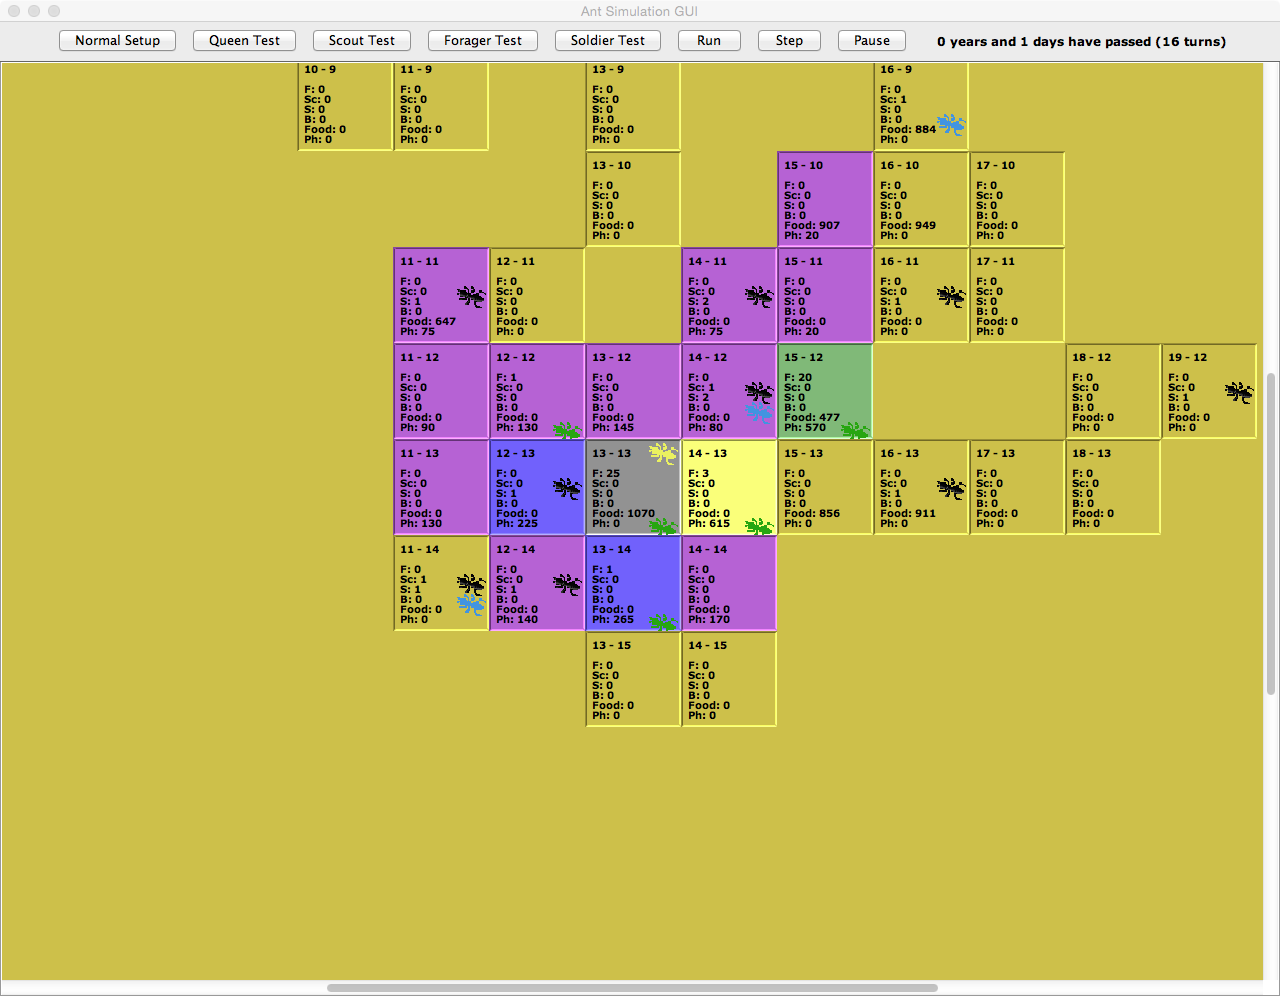 Ant Simulation GUI
Normal Setup Queen Test Scout Test Forager Test Soldier Test Run Step Pause 0 years and 1 days have passed (16 turns)
10 - 9
F: 0
Sc: 0
S: 0
B: 0
Food: 0
Ph: 0
11 - 9
F: 0
Sc: 0
S: 0
B: 0
Food: 0
Ph: 0
13 - 9
F: 0
Sc: 0
S: 0
B: 0
Food: 0
Ph: 0
16 - 9
F: 0
Sc: 1
S: 0
B: 0
Food: 884
Ph: 0
13 - 10
F: 0
Sc: 0
S: 0
B: 0
Food: 0
Ph: 0
15 - 10
F: 0
Sc: 0
S: 0
B: 0
Food: 907
Ph: 20
16 - 10
F: 0
Sc: 0
S: 0
B: 0
Food: 949
Ph: 0
17 - 10
F: 0
Sc: 0
S: 0
B: 0
Food: 0
Ph: 0
11 - 11
F: 0
Sc: 0
S: 1
B: 0
Food: 647
Ph: 75
12 - 11
F: 0
Sc: 0
S: 0
B: 0
Food: 0
Ph: 0
14 - 11
F: 0
Sc: 0
S: 2
B: 0
Food: 0
Ph: 75
15 - 11
F: 0
Sc: 0
S: 0
B: 0
Food: 0
Ph: 20
16 - 11
F: 0
Sc: 0
S: 1
B: 0
Food: 0
Ph: 0
17 - 11
F: 0
Sc: 0
S: 0
B: 0
Food: 0
Ph: 0
11 - 12
F: 0
Sc: 0
S: 0
B: 0
Food: 0
Ph: 90
12 - 12
F: 1
Sc: 0
S: 0
B: 0
Food: 0
Ph: 130
13 - 12
F: 0
Sc: 0
S: 0
B: 0
Food: 0
Ph: 145
14 - 12
F: 0
Sc: 1
S: 2
B: 0
Food: 0
Ph: 80
15 - 12
F: 20
Sc: 0
S: 0
B: 0
Food: 477
Ph: 570
18 - 12
F: 0
Sc: 0
S: 0
B: 0
Food: 0
Ph: 0
19 - 12
F: 0
Sc: 0
S: 1
B: 0
Food: 0
Ph: 0
11 - 13
F: 0
Sc: 0
S: 0
B: 0
Food: 0
Ph: 130
12 - 13
F: 0
Sc: 0
S: 1
B: 0
Food: 0
Ph: 225
13 - 13
F: 25
Sc: 0
S: 0
B: 0
Food: 1070
Ph: 0
14 - 13
F: 3
Sc: 0
S: 0
B: 0
Food: 0
Ph: 615
15 - 13
F: 0
Sc: 0
S: 0
B: 0
Food: 856
Ph: 0
16 - 13
F: 0
Sc: 0
S: 1
B: 0
Food: 911
Ph: 0
17 - 13
F: 0
Sc: 0
S: 0
B: 0
Food: 0
Ph: 0
18 - 13
F: 0
Sc: 0
S: 0
B: 0
Food: 0
Ph: 0
11 - 14
F: 0
Sc: 1
S: 1
B: 0
Food: 0
Ph: 0
12 - 14
F: 0
Sc: 0
S: 1
B: 0
Food: 0
Ph: 140
13 - 14
F: 1
Sc: 0
S: 0
B: 0
Food: 0
Ph: 265
14 - 14
F: 0
Sc: 0
S: 0
B: 0
Food: 0
Ph: 170
13 - 15
F: 0
Sc: 0
S: 0
B: 0
Food: 0
Ph: 0
14 - 15
F: 0
Sc: 0
S: 0
B: 0
Food: 0
Ph: 0